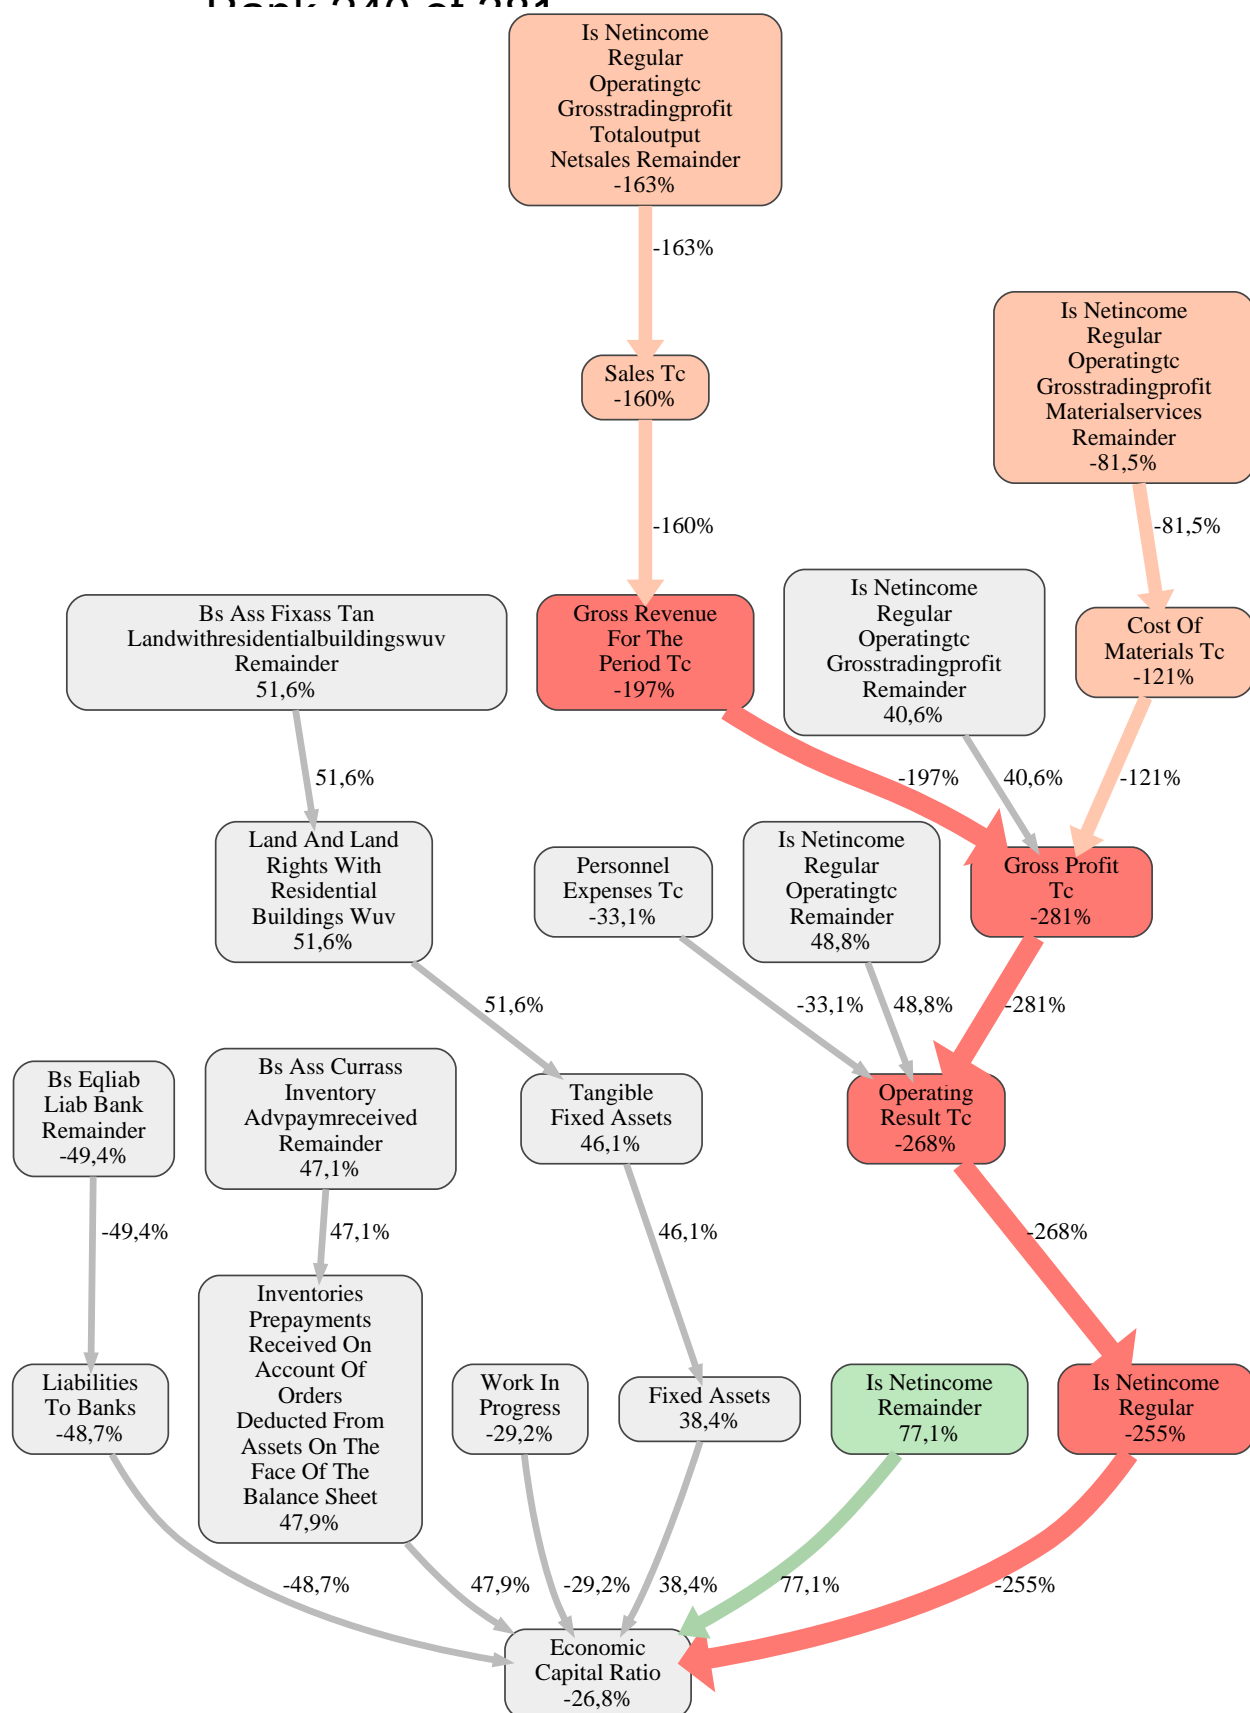 Is Netincome
Regular
Operatingtc
Grosstradingprofit
Totaloutput
Netsales Remainder
-163%
-163%
Is Netincome
Regular
Operatingtc
Grosstradingprofit
Materialservices
Remainder
-81,5%
Sales Tc
-160%
-160%
-81,5%
Bs Ass Fixass Tan
Landwithresidentialbuildingswuv
Remainder
51,6%
Gross Revenue
For The
Period Tc
-197%
Is Netincome
Regular
Operatingtc
Grosstradingprofit
Remainder
40,6%
Cost Of
Materials Tc
-121%
51,6%
-197%
40,6%
-121%
Land And Land
Rights With
Residential
Buildings Wuv
51,6%
Personnel
Expenses Tc
-33,1%
Is Netincome
Regular
Operatingtc
Remainder
48,8%
Gross Profit
Tc
-281%
51,6%
-33,1%
48,8%
-281%
Bs Eqliab
Liab Bank
Remainder
-49,4%
Bs Ass Currass
Inventory
Advpaymreceived
Remainder
47,1%
Tangible
Fixed Assets
46,1%
Operating
Result Tc
-268%
-49,4%
47,1%
46,1%
-268%
Liabilities
To Banks
-48,7%
Inventories
Prepayments
Received On
Account Of
Orders
Deducted From
Assets On The
Face Of The
Balance Sheet
47,9%
Work In
Progress
-29,2%
Fixed Assets
38,4%
Is Netincome
Remainder
77,1%
Is Netincome
Regular
-255%
-48,7%
47,9%
-29,2%
38,4%
77,1%
-255%
Economic
Capital Ratio
-26,8%